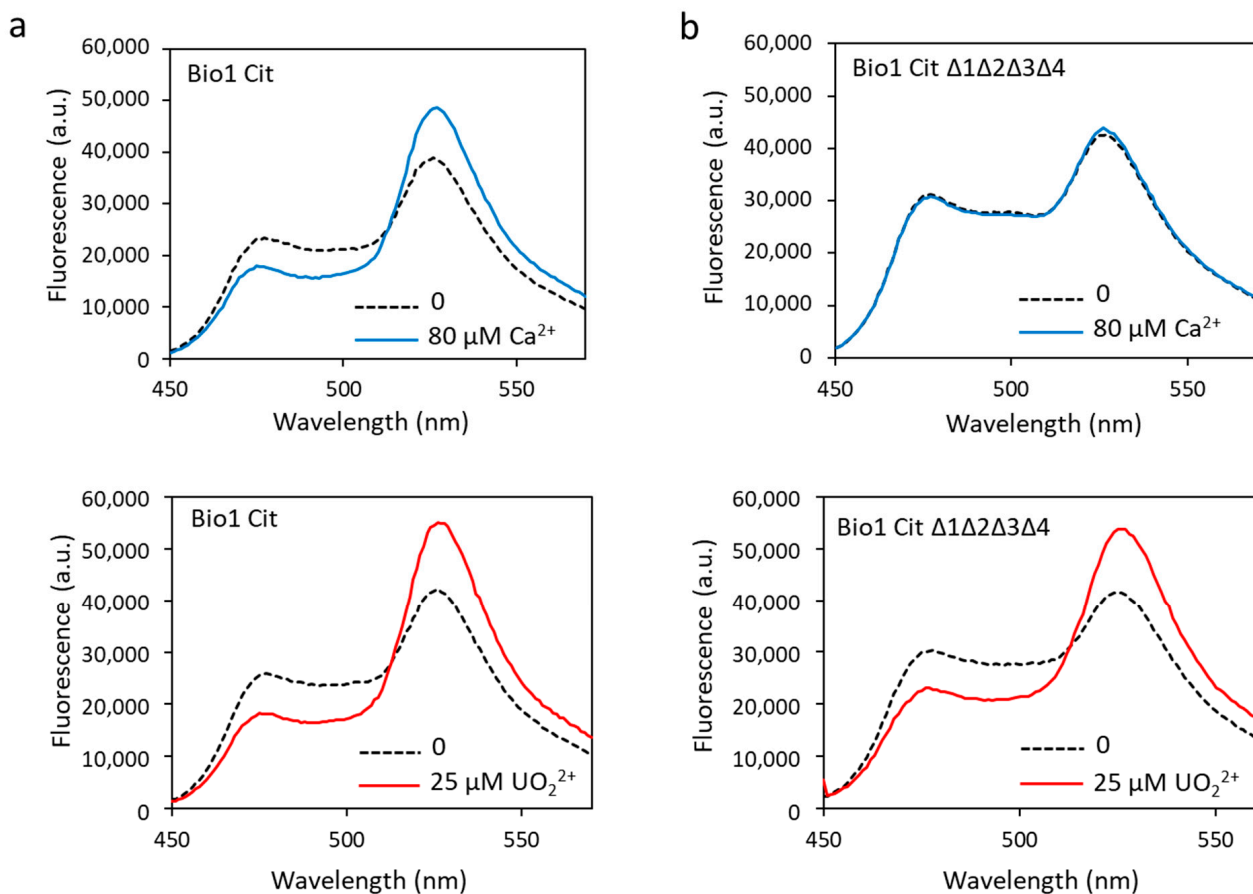 a
60,000
50,000
40,000
30,000
20,000
10,000
0
Fluorescence (a.u.)
Bio1 Cit
0
80 µM Ca²⁺
450
500
550
Wavelength (nm)
b
60,000
50,000
40,000
30,000
20,000
10,000
0
Fluorescence (a.u.)
Bio1 Cit Δ1Δ2Δ3Δ4
0
80 µM Ca²⁺
450
500
550
Wavelength (nm)
60,000
50,000
40,000
30,000
20,000
10,000
0
Fluorescence (a.u.)
Bio1 Cit
0
25 µM UO₂²⁺
450
500
550
Wavelength (nm)
60,000
50,000
40,000
30,000
20,000
10,000
0
Fluorescence (a.u.)
Bio1 Cit Δ1Δ2Δ3Δ4
0
25 µM UO₂²⁺
450
500
550
Wavelength (nm)